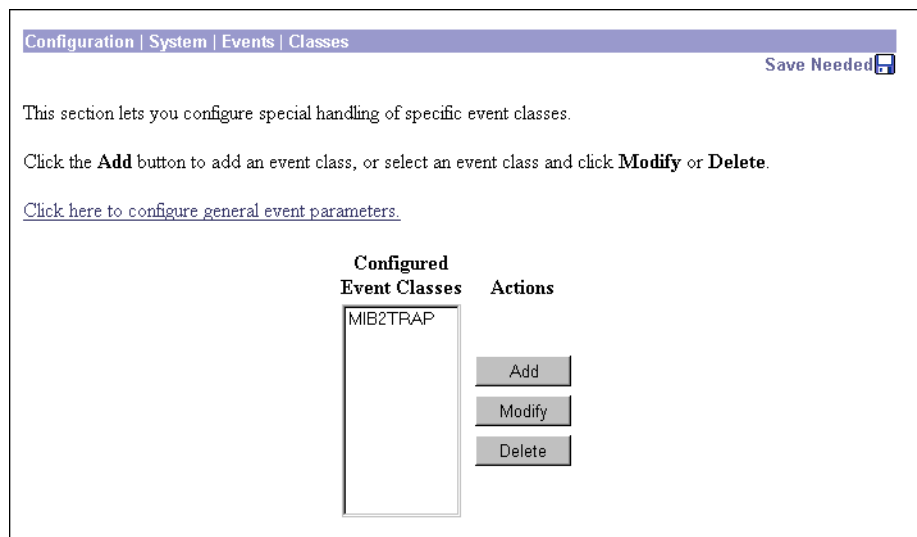 Configuration | System | Events | Classes
Save Needed
This section lets you configure special handling of specific event classes.
Click the Add button to add an event class, or select an event class and click Modify or Delete.
Click here to configure general event parameters.
Configured
Event Classes Actions
MIB2TRAP
Add
Modify
Delete